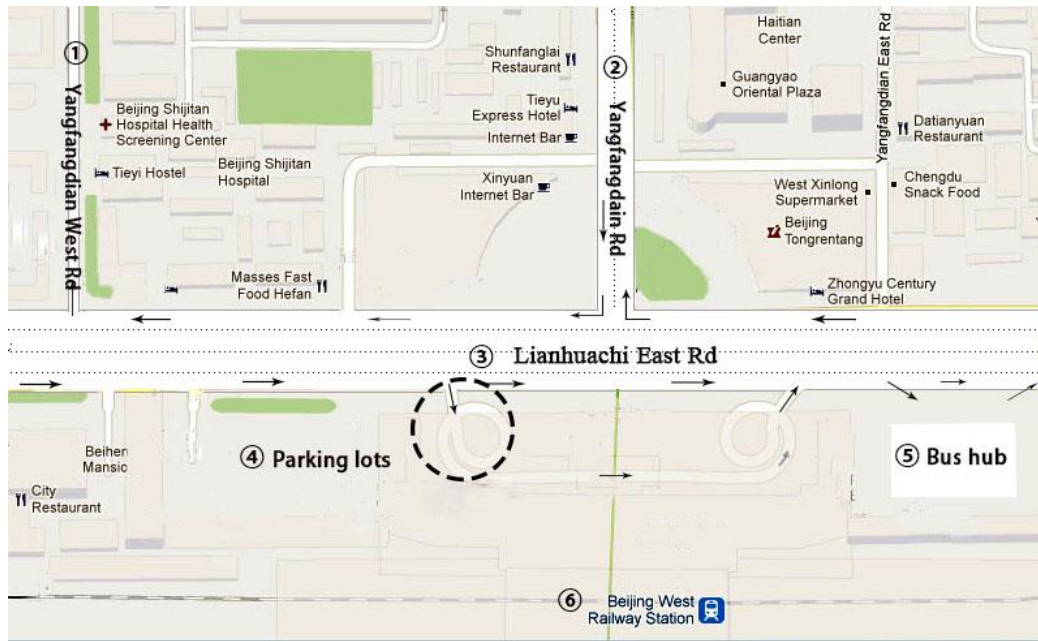 ①
Yangfangdian West Rd
Beijing Shijitan
Hospital Health
Screening Center
Tieyi Hostel
Beijing Shijitan
Hospital
Masses Fast
Food Hefan
Shunfanglai
Restaurant
Tieyu
Express Hotel
Internet Bar
Xinyuan
Internet Bar
②
Yangfangdain Rd
Haitian
Center
Guangyao
Oriental Plaza
Yangfangdian East Rd
Datianyuan
Restaurant
West Xinlong
Supermarket
Chengdu
Snack Food
Beijing
Tongrentang
Zhongyu Century
Grand Hotel
③ Lianhuachi East Rd
Beihen
Mansio
City
Restaurant
④ Parking lots
⑤ Bus hub
⑥ Beijing West
Railway Station